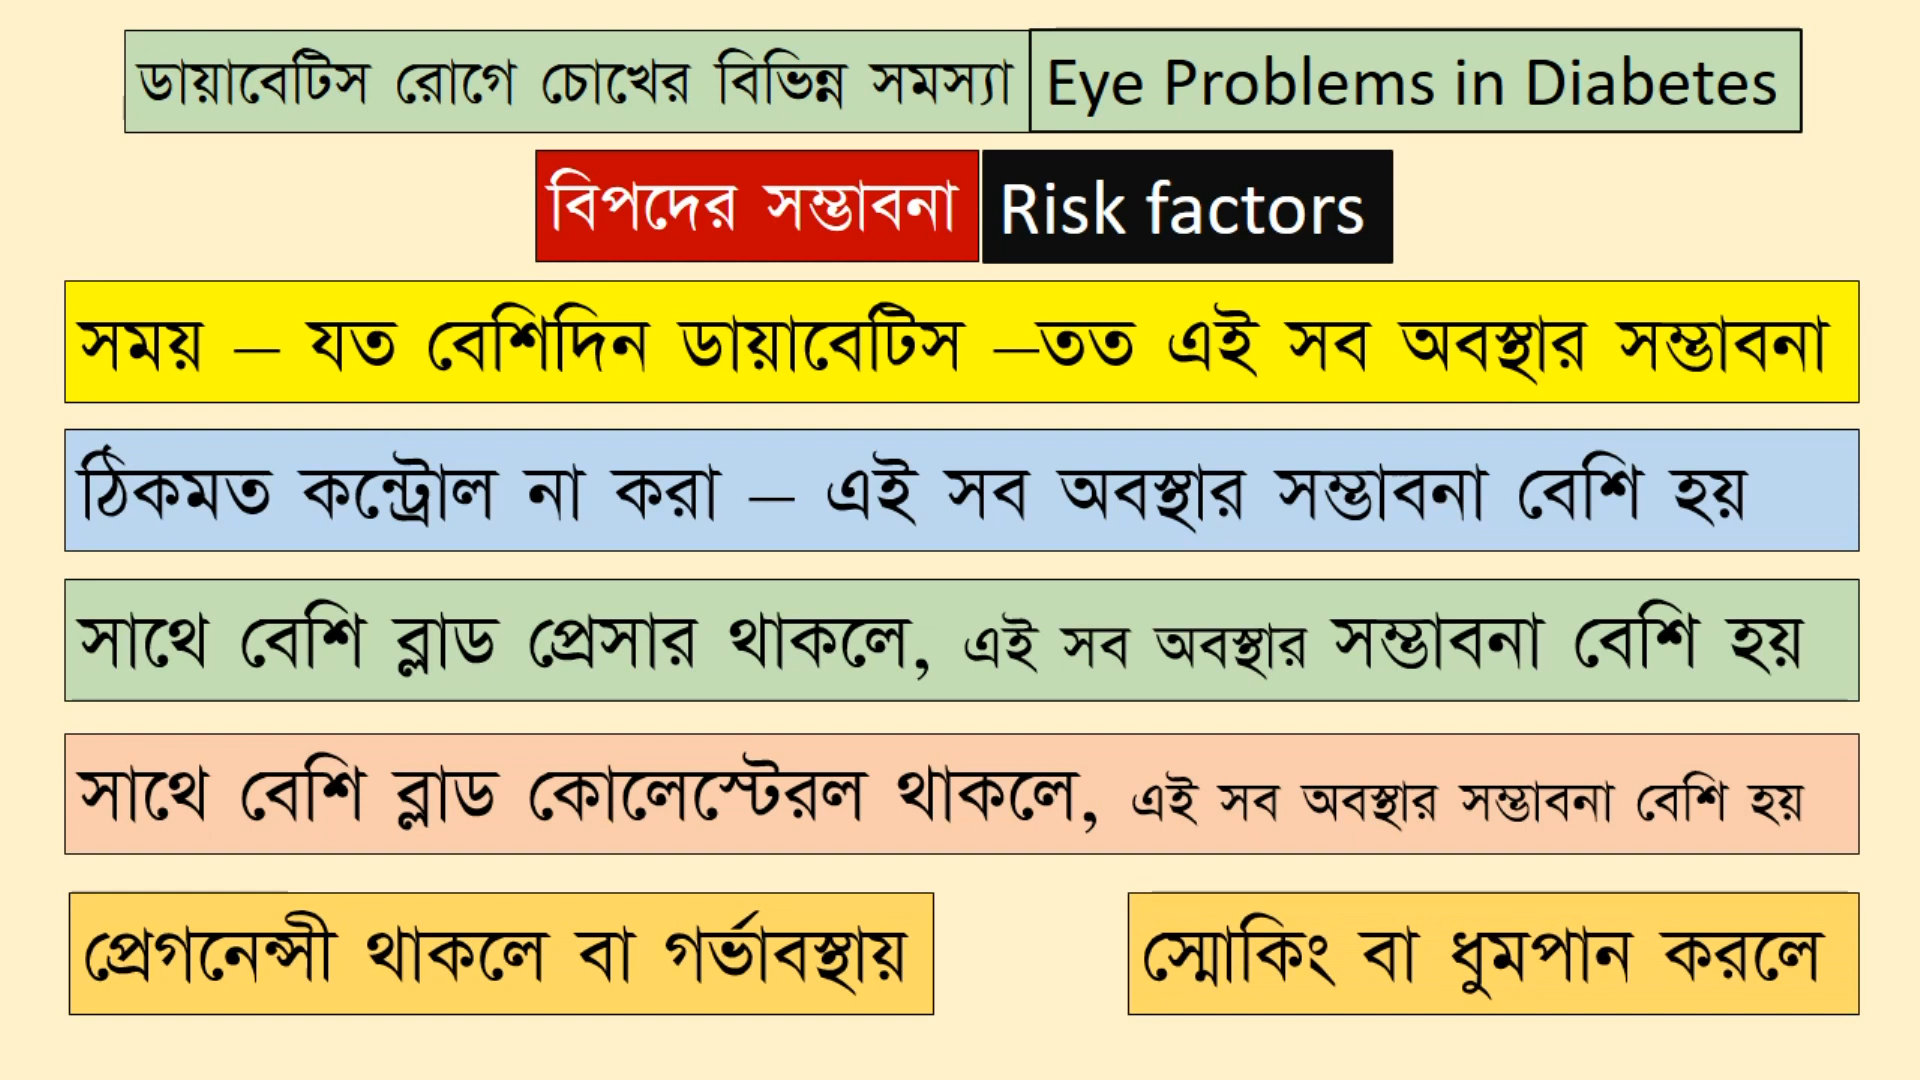 ডায়াবেটিস রোগে চোখের বিভিন্ন সমস্যা Eye Problems in Diabetes
বিপদের সম্ভাবনা Risk factors
সময় – যত বেশিদিন ডায়াবেটিস –তত এই সব অবস্থার সম্ভাবনা
ঠিকমত কন্ট্রোল না করা – এই সব অবস্থার সম্ভাবনা বেশি হয়
সাথে বেশি ব্লাড প্রেসার থাকলে, এই সব অবস্থার সম্ভাবনা বেশি হয়
সাথে বেশি ব্লাড কোলেস্টেরল থাকলে, এই সব অবস্থার সম্ভাবনা বেশি হয়
প্রেগনেন্সী থাকলে বা গর্ভাবস্থায়
স্মোকিং বা ধুমপান করলে